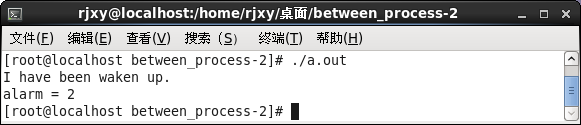 rjxy@localhost:/home/rjxy/桌面/between_process-2
文件(F) 编辑(E) 查看(V) 搜索 (S) 终端(T) 帮助(H)
[root@localhost between_process-2]# ./a.out
I have been waken up.
alarm = 2
[root@localhost between_process-2]#